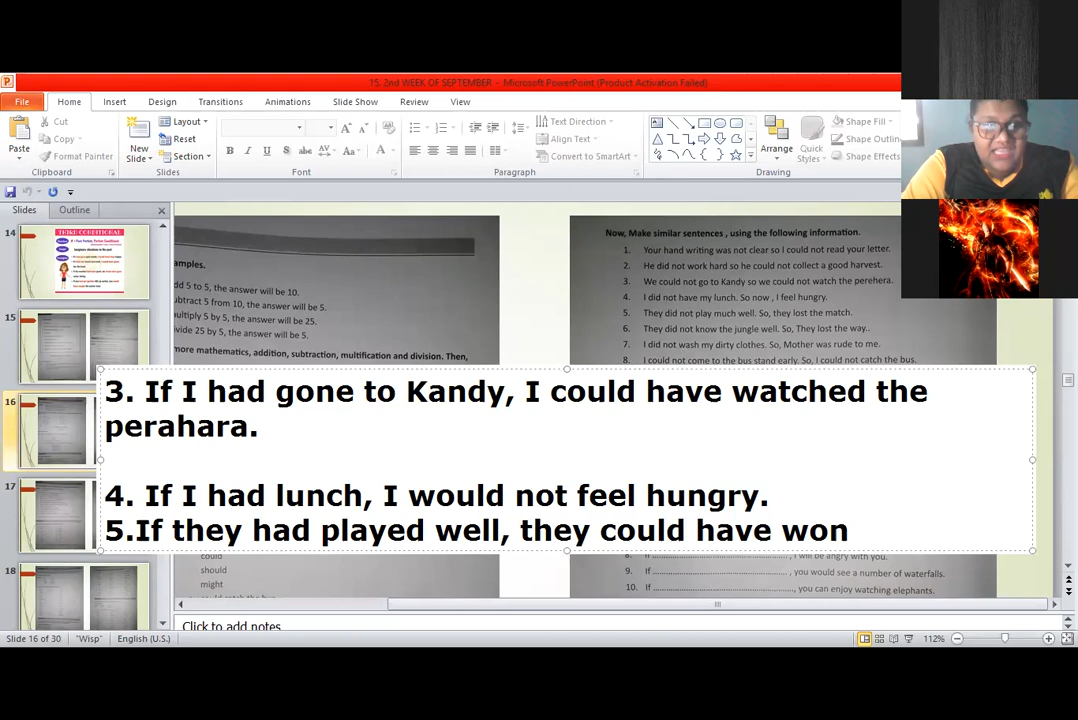 15. 2nd WEEK OF SEPTEMBER - Microsoft PowerPoint (Product Activation Failed)
File Home Insert Design Transitions Animations Slide Show Review View
Cut
Copy
Format Painter
Paste
Clipboard
New
Slide
Layout
Reset
Section
Slides
Font
Text Direction
Align Text
Convert to SmartArt
Paragraph
Arrange
Quick
Styles
Shape Fill
Shape Outlin
Shape Effects
Drawing
Slides Outline
14
THIRD CONDITIONAL
15
16
17
18
amples.
dd 5 to 5, the answer will be 10.
ubtract 5 from 10, the answer will be 5.
multiply 5 by 5, the answer will be 25.
vide 25 by 5, the answer will be 5.
more mathematics, addition, subtraction, multification and division. Then,
Now, Make similar sentences , using the following information.
1. Your hand writing was not clear so I could not read your letter.
2. He did not work hard so he could not collect a good harvest.
3. We could not go to Kandy so we could not watch the perahera.
4. I did not have my lunch. So now , I feel hungry.
5. They did not play much well. So, they lost the match.
6. They did not know the jungle well. So, They lost the way..
7. I did not wash my dirty clothes. So, Mother was rude to me.
8. I could not come to the bus stand early. So, I could not catch the bus.
3. If I had gone to Kandy, I could have watched the
perahara.
4. If I had lunch, I would not feel hungry.
5.If they had played well, they could have won
could
should
might
8. If ................................, I will be angry with you.
9. If ................................, you would see a number of waterfalls.
10. If ................................, you can enjoy watching elephants.
Click to add notes
Slide 16 of 30 "Wisp" English (U.S.) 112%